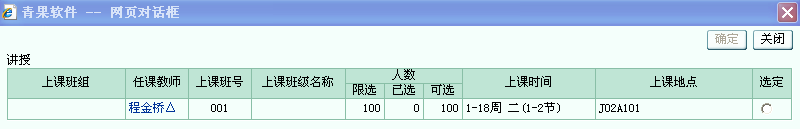 青果软件 -- 网页对话框
确定 关闭
讲授
上课班组 任课教师 上课班号 上课班级名称 人数 上课时间 上课地点 选定
限选 已选 可选
程金桥△ 001 100 0 100 1-18周 二(1-2节) J02A101